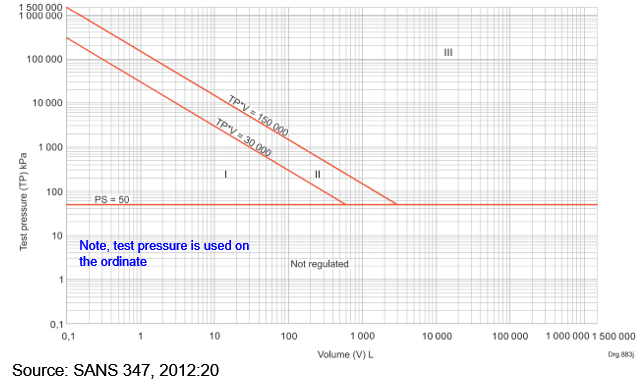 1 500 000
1 000 000
100 000
10 000
1 000
100
10
1
0,1
Test pressure (TP) kPa
III
TP*V = 150 000
TP*V = 30 000
I
II
PS = 50
Note, test pressure is used on
the ordinate
Not regulated
0,1
1
10
100
1 000
10 000
100 000
1 000 000
1 500 000
Volume (V) L
Drg.883j
Source: SANS 347, 2012:20